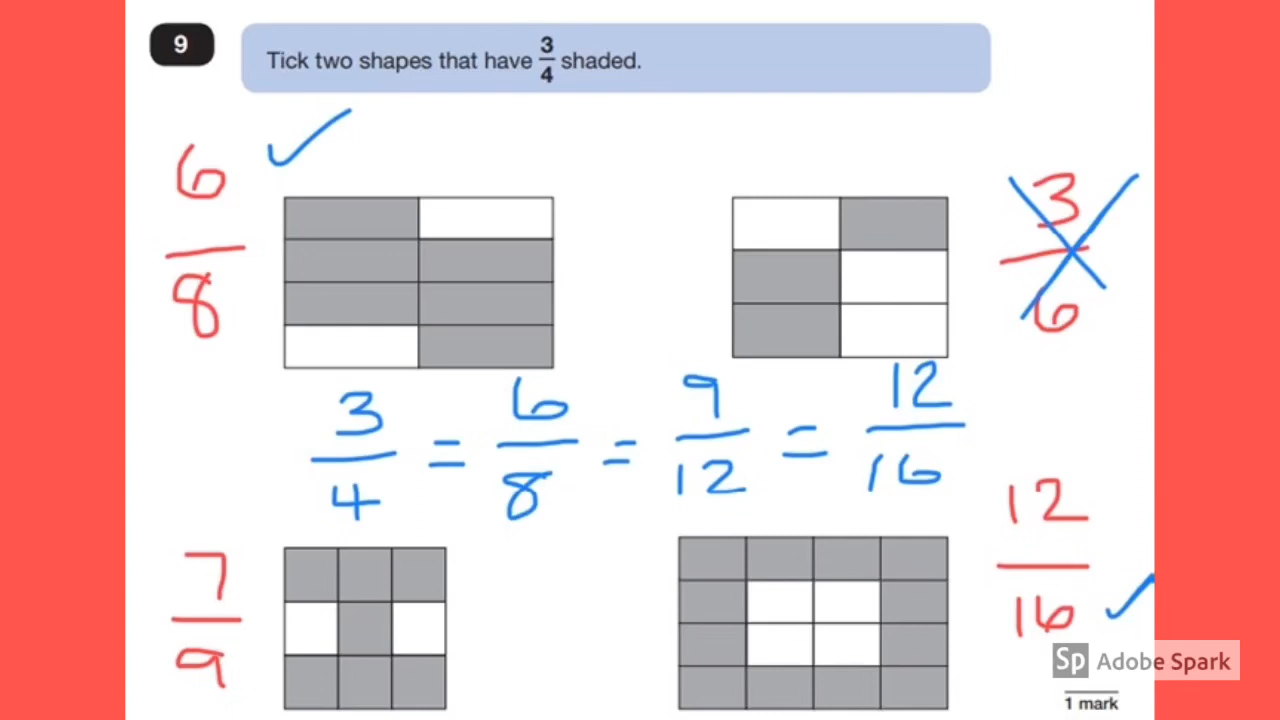 9
Tick two shapes that have 3/4 shaded.
6/8 ✓
3/6
3/4 = 6/8 = 9/12 = 12/16
7/9
12/16 ✓
Sp Adobe Spark
1 mark